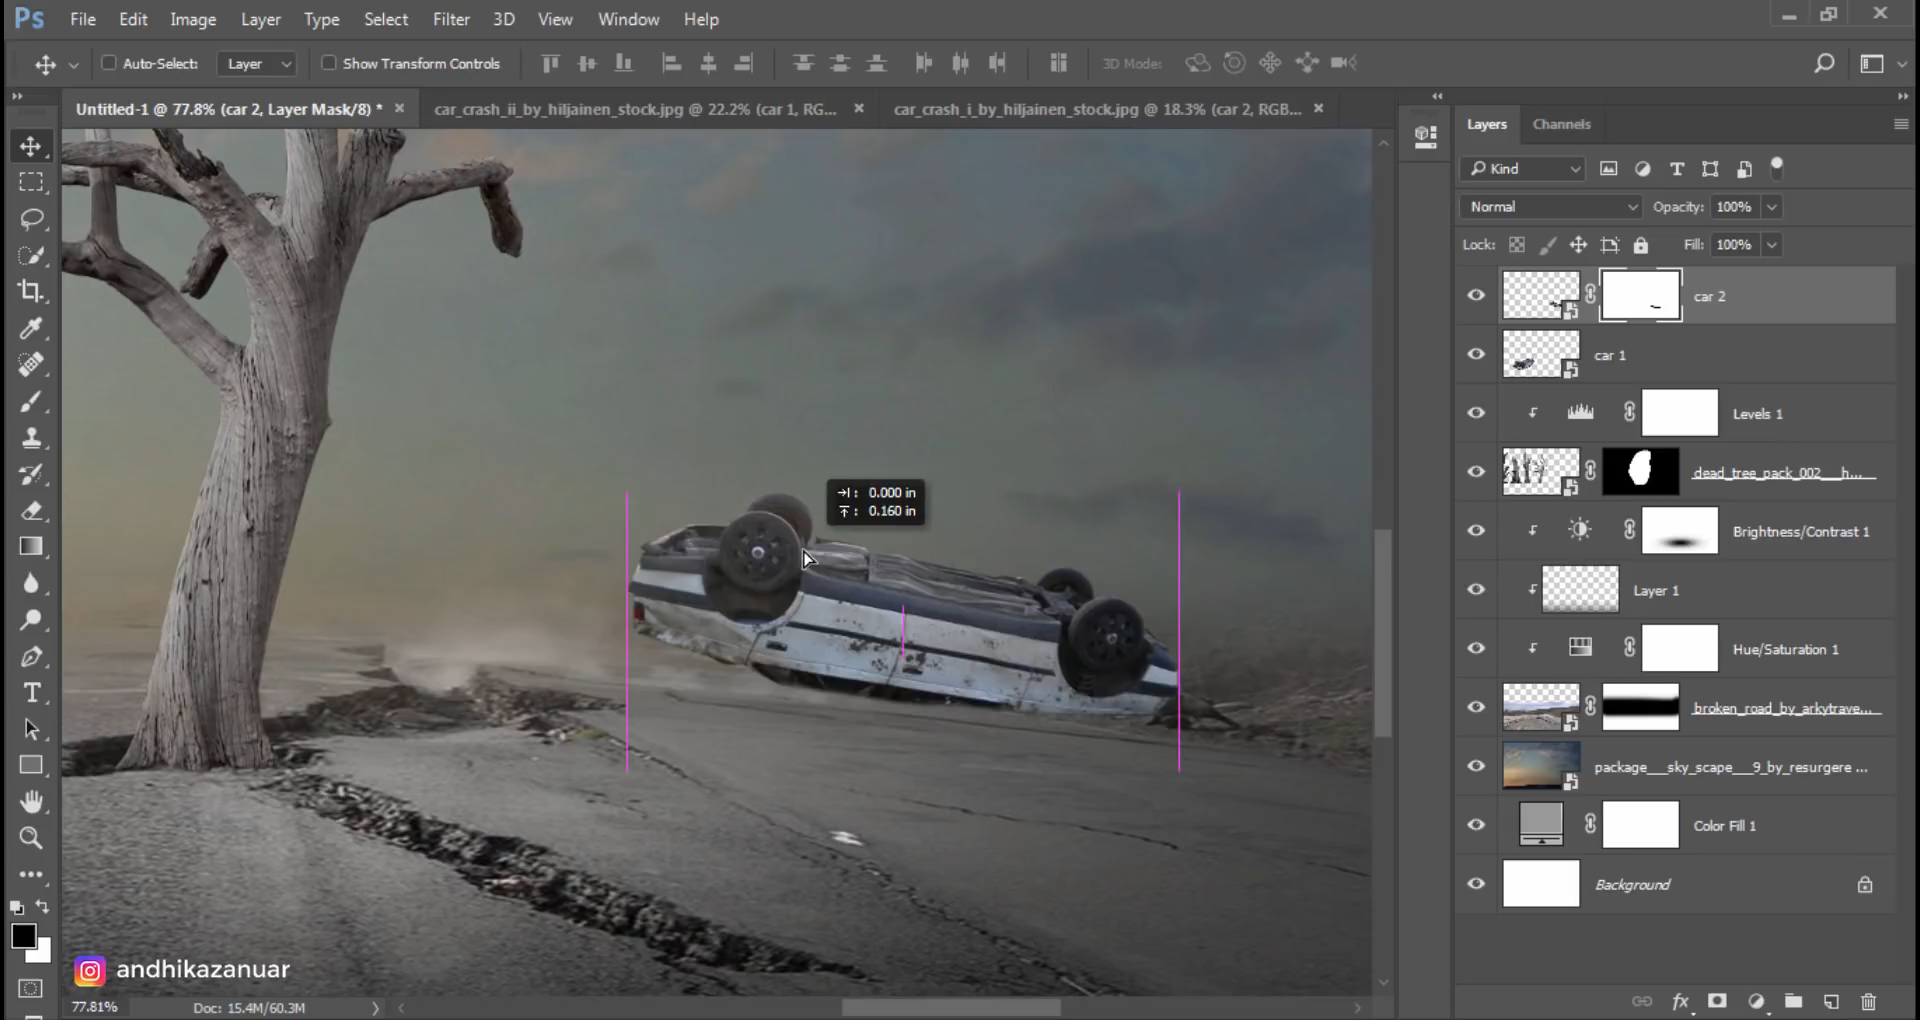 Ps File Edit Image Layer Type Select Filter 3D View Window Help
Auto-Select: Layer Show Transform Controls 3D Mode:
Untitled-1 @ 77.8% (car 2, Layer Mask/8) * × car_crash_ii_by_hiljainen_stock.jpg @ 22.2% (car 1, RG... × car_crash_i_by_hiljainen_stock.jpg @ 18.3% (car 2, RGB... ×
Layers Channels
Kind
Normal Opacity: 100%
Lock: Fill: 100%
car 2
car 1
Levels 1
dead_tree_pack_002___h...
Brightness/Contrast 1
Layer 1
Hue/Saturation 1
broken_road_by_arkytrave...
package___sky_scape___9_by_resurgere ...
Color Fill 1
Background
0.000 in
0.160 in
andhikazanuar
77.81% Doc: 15.4M/60.3M